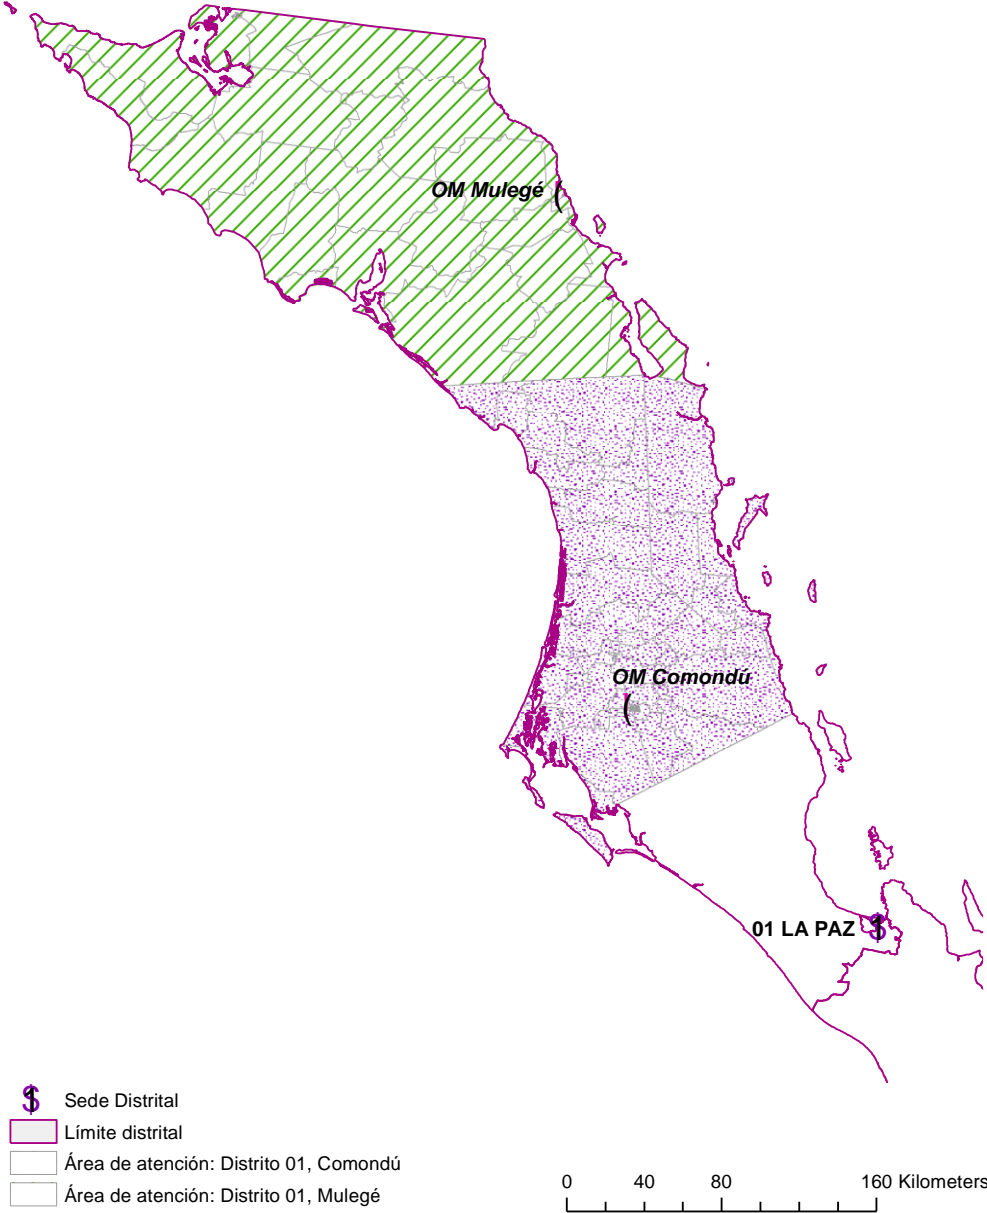 OM Mulegé
OM Comondú
01 LA PAZ
Sede Distrital
Límite distrital
Área de atención: Distrito 01, Comondú
Área de atención: Distrito 01, Mulegé
0 40 80 160 Kilometers